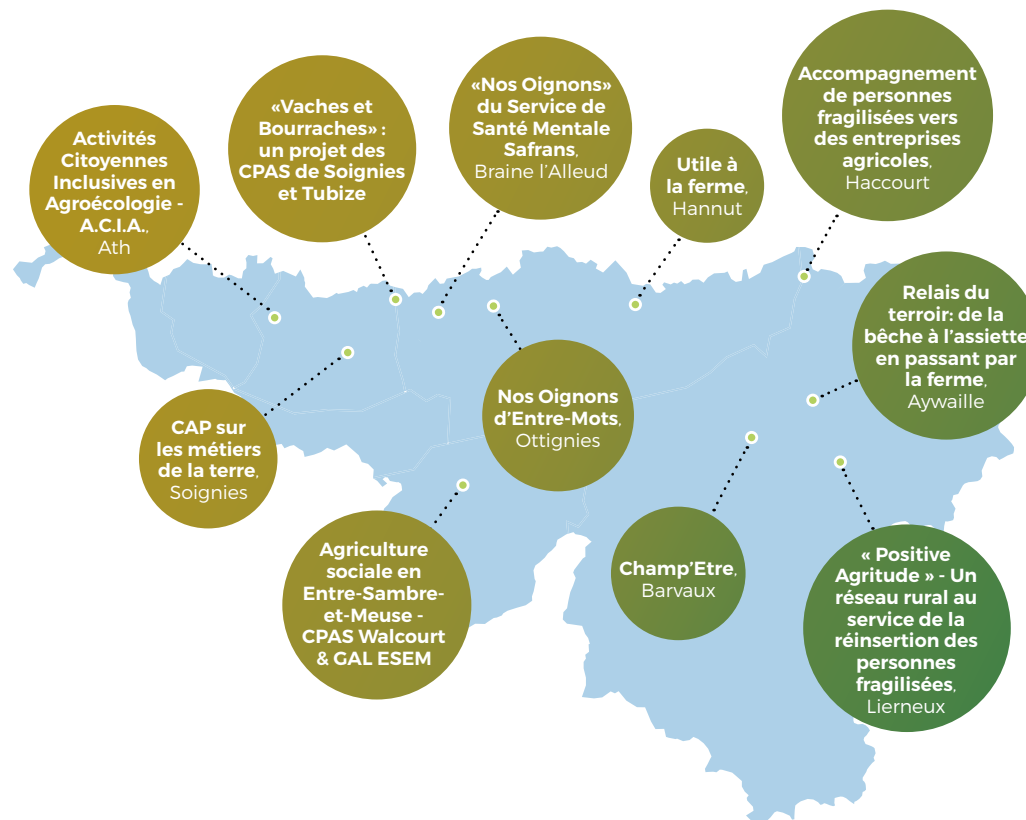 Activités
Citoyennes
Inclusives en
Agroécologie -
A.C.I.A.,
Ath
«Vaches et
Bourraches» :
un projet des
CPAS de Soignies
et Tubize
«Nos Oignons»
du Service de
Santé Mentale
Safrans,
Braine l’Alleud
Utile à
la ferme,
Hannut
Accompagnement
de personnes
fragilisées vers
des entreprises
agricoles,
Haccourt
Relais du
terroir: de la
bêche à l’assiette
en passant par
la ferme,
Aywaille
CAP sur
les métiers
de la terre,
Soignies
Nos Oignons
d’Entre-Mots,
Ottignies
Agriculture
sociale en
Entre-Sambre-
et-Meuse -
CPAS Walcourt
& GAL ESEM
Champ’Etre,
Barvaux
« Positive
Agritude » - Un
réseau rural au
service de la
réinsertion des
personnes
fragilisées,
Lierneux